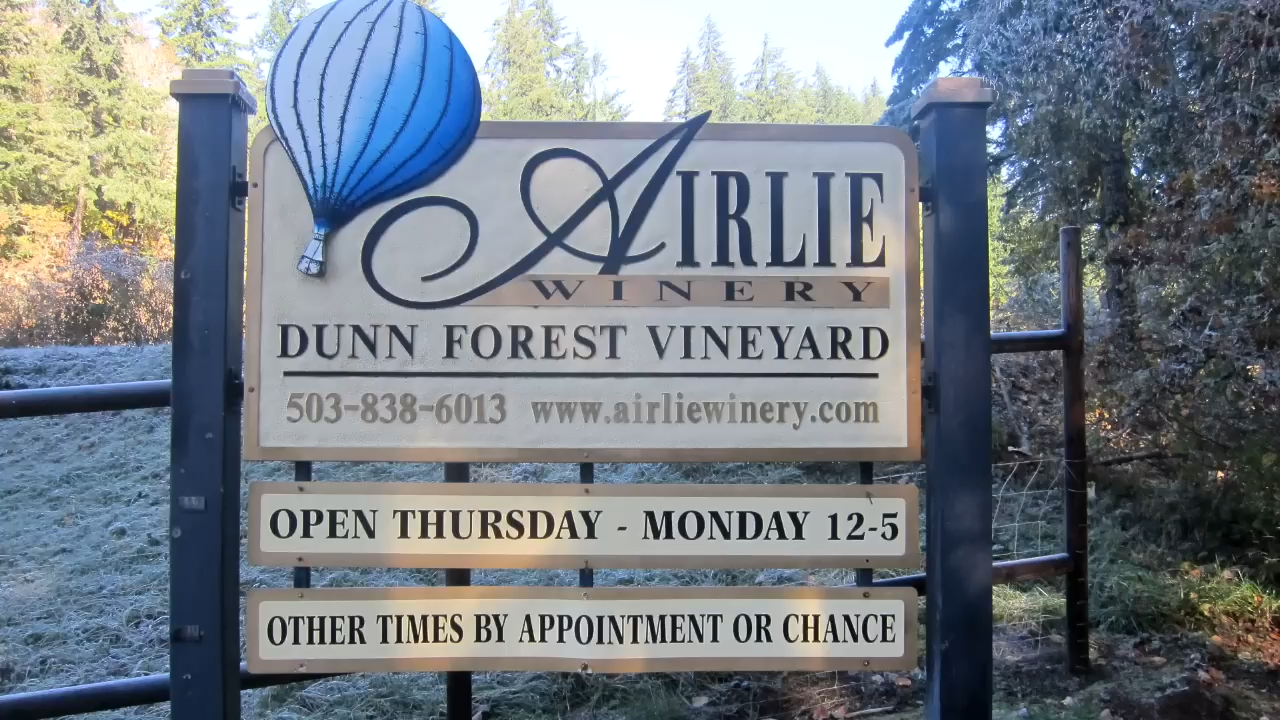 AIRLIE
WINERY
DUNN FOREST VINEYARD
503-838-6013 www.airliewinery.com
OPEN THURSDAY - MONDAY 12-5
OTHER TIMES BY APPOINTMENT OR CHANCE